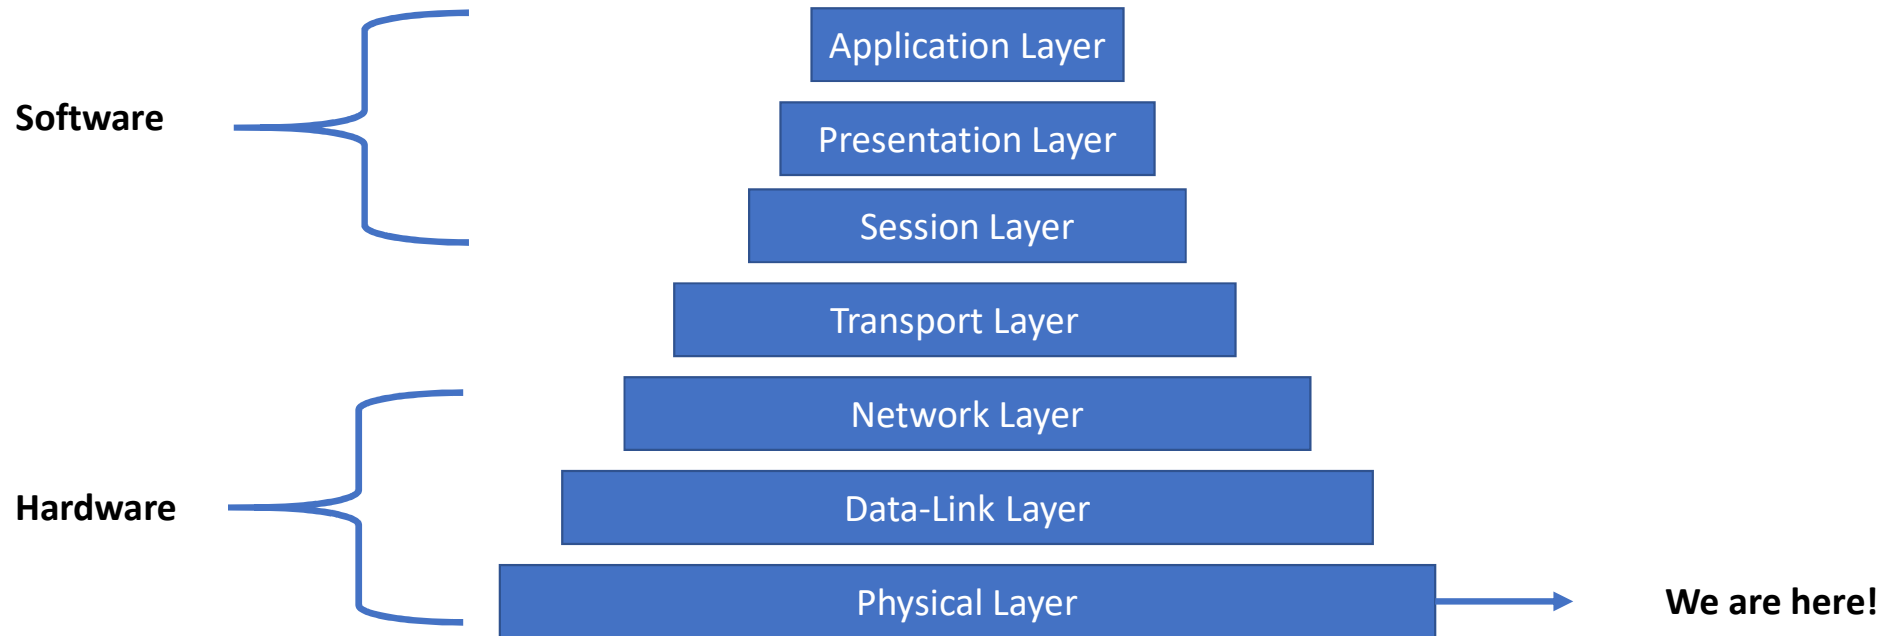 Application Layer
Software
Presentation Layer
Session Layer
Transport Layer
Network Layer
Hardware
Data-Link Layer
Physical Layer
We are here!